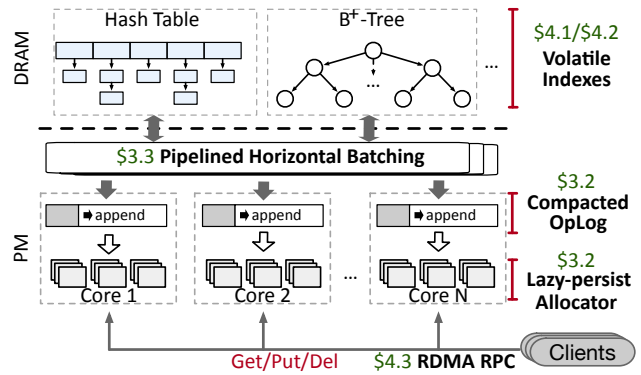 Hash Table
B+-Tree
DRAM
...
...
$4.1/$4.2
Volatile
Indexes
$3.3 Pipelined Horizontal Batching
PM
append
append
append
$3.2
Compacted
OpLog
...
$3.2
Lazy-persist
Allocator
Core 1
Core 2
Core N
Get/Put/Del
$4.3 RDMA RPC
Clients